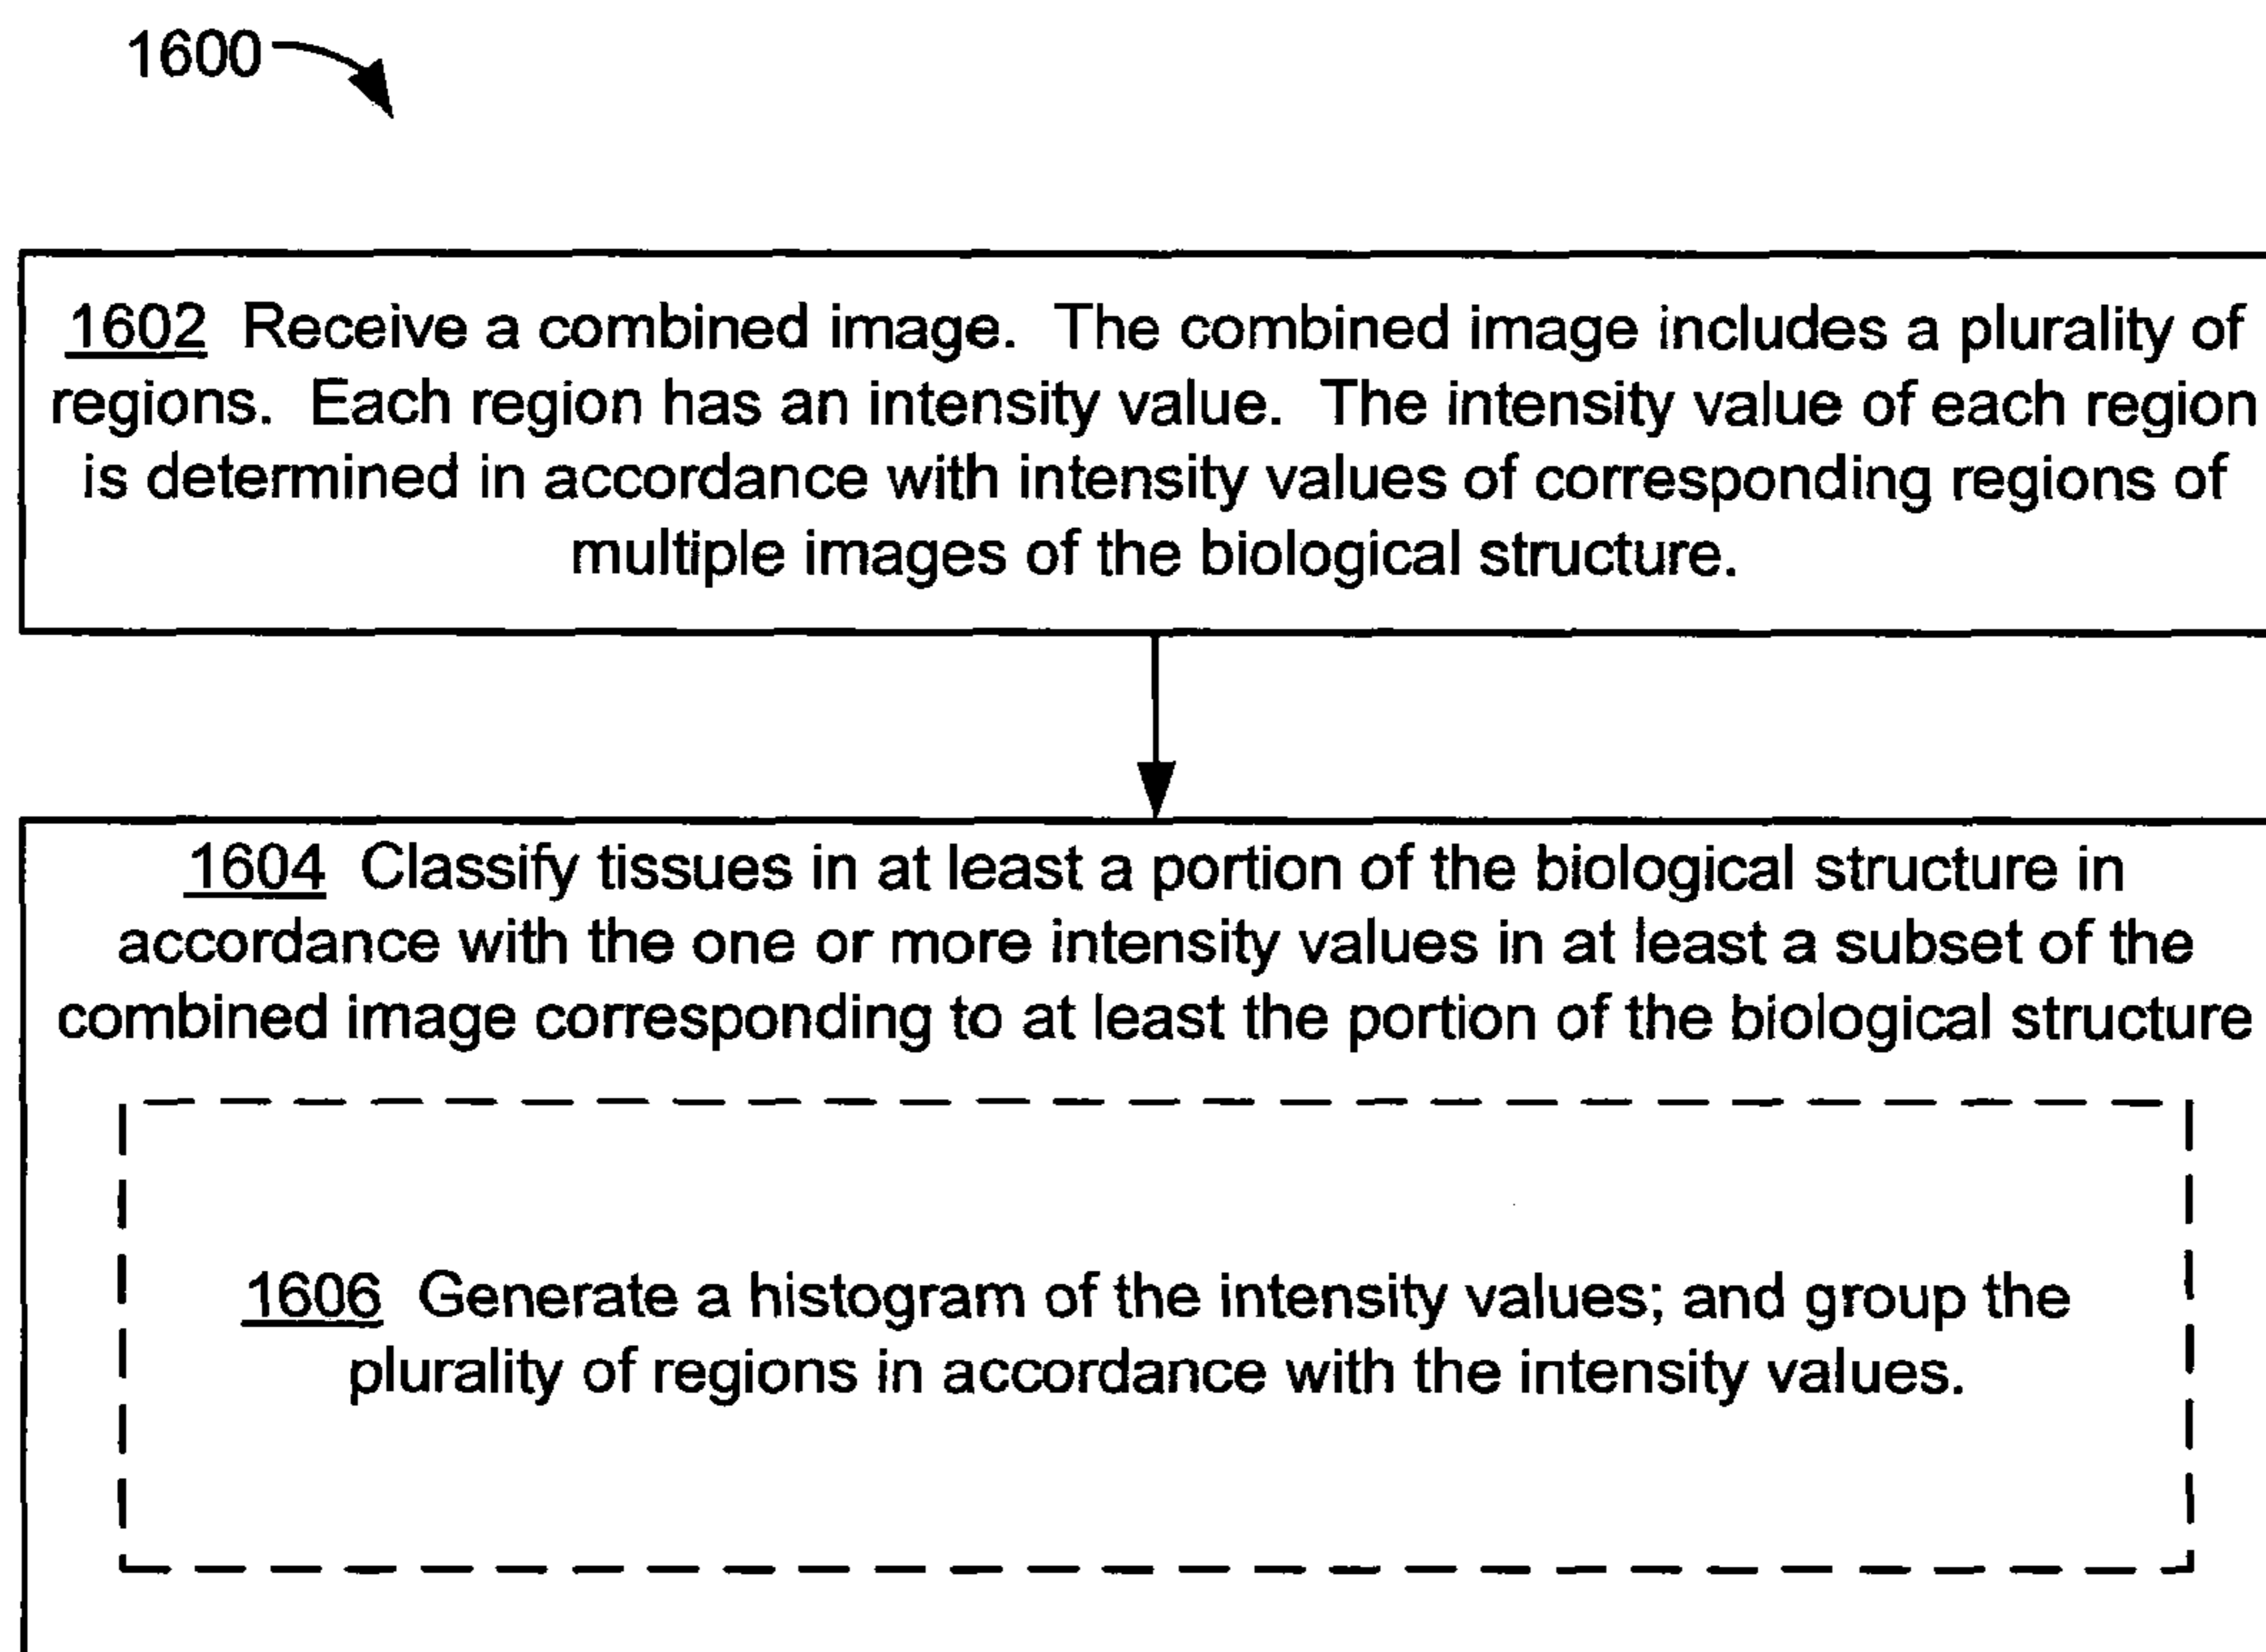 1600
1602 Receive a combined image. The combined image includes a plurality of
regions. Each region has an intensity value. The intensity value of each region
is determined in accordance with intensity values of corresponding regions of
multiple images of the biological structure.
1604 Classify tissues in at least a portion of the biological structure in
accordance with the one or more intensity values in at least a subset of the
combined image corresponding to at least the portion of the biological structure
1606 Generate a histogram of the intensity values; and group the
plurality of regions in accordance with the intensity values.